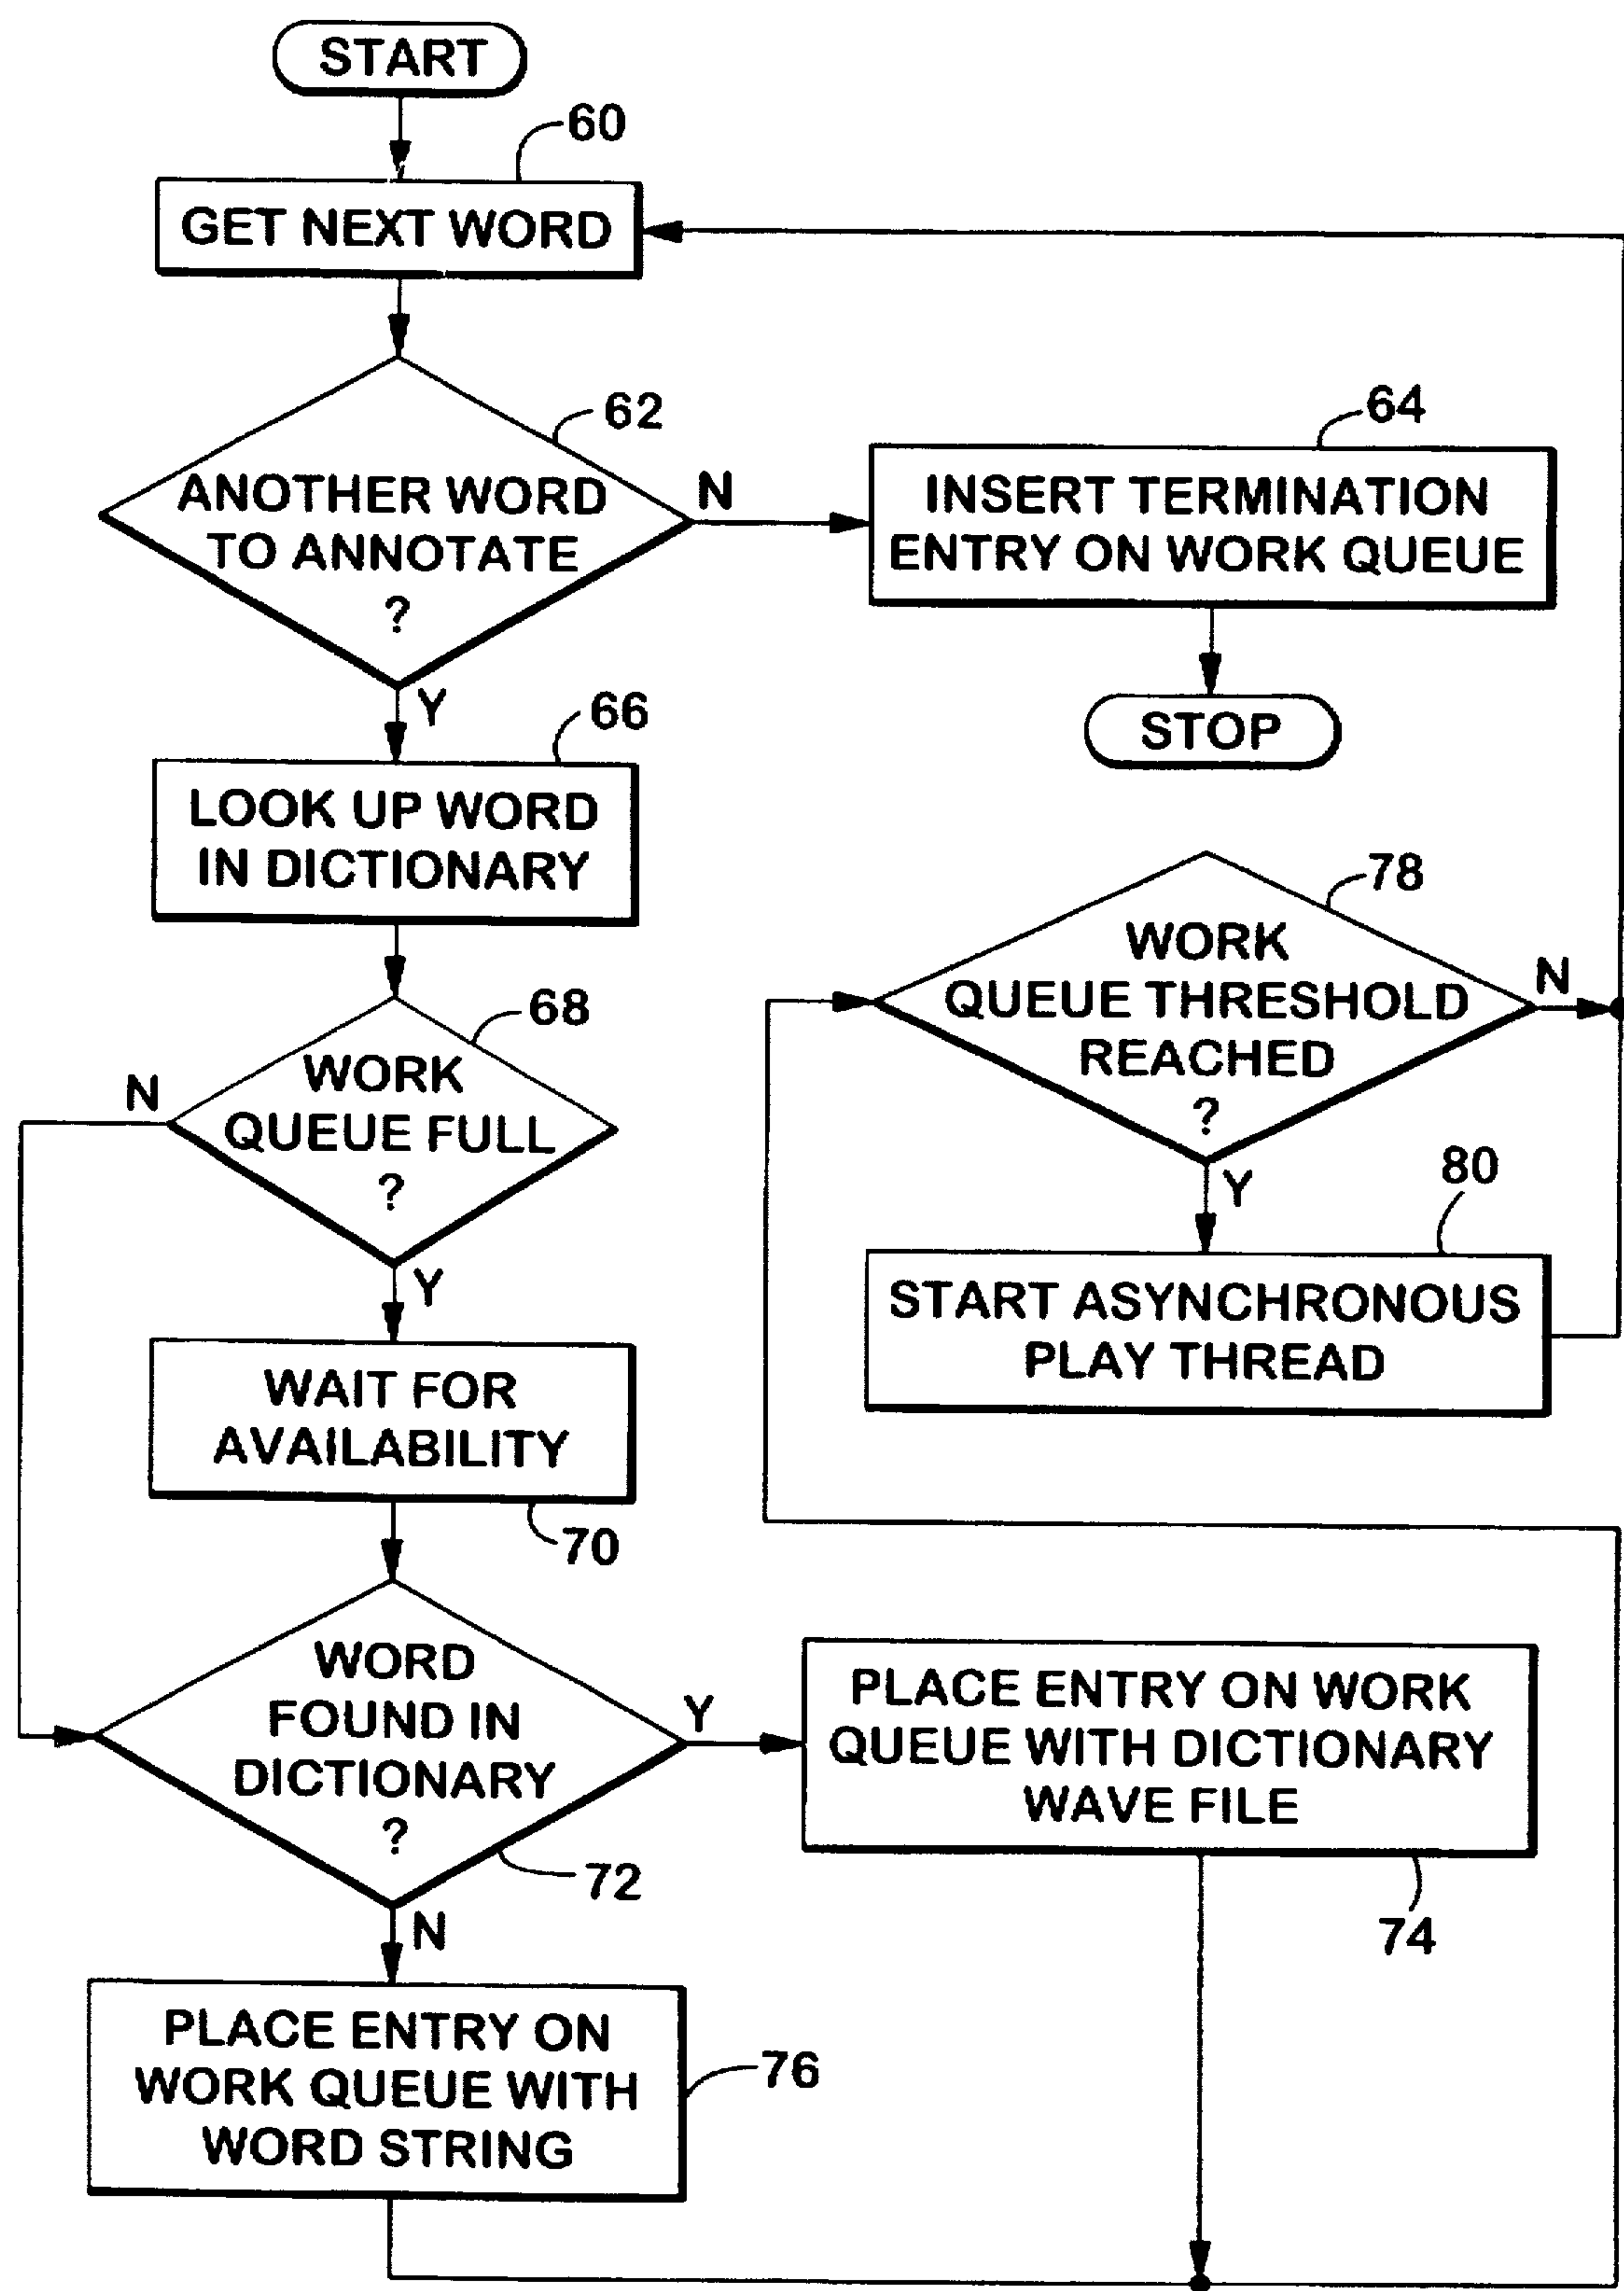 START
60
GET NEXT WORD
62
ANOTHER WORD
TO ANNOTATE
?
N
64
INSERT TERMINATION
ENTRY ON WORK QUEUE
STOP
Y
66
LOOK UP WORD
IN DICTIONARY
68
WORK
QUEUE FULL
?
N
Y
WAIT FOR
AVAILABILITY
70
WORD
FOUND IN
DICTIONARY
?
72
Y
PLACE ENTRY ON WORK
QUEUE WITH DICTIONARY
WAVE FILE
74
N
PLACE ENTRY ON
WORK QUEUE WITH
WORD STRING
76
78
WORK
QUEUE THRESHOLD
REACHED
?
N
Y
80
START ASYNCHRONOUS
PLAY THREAD